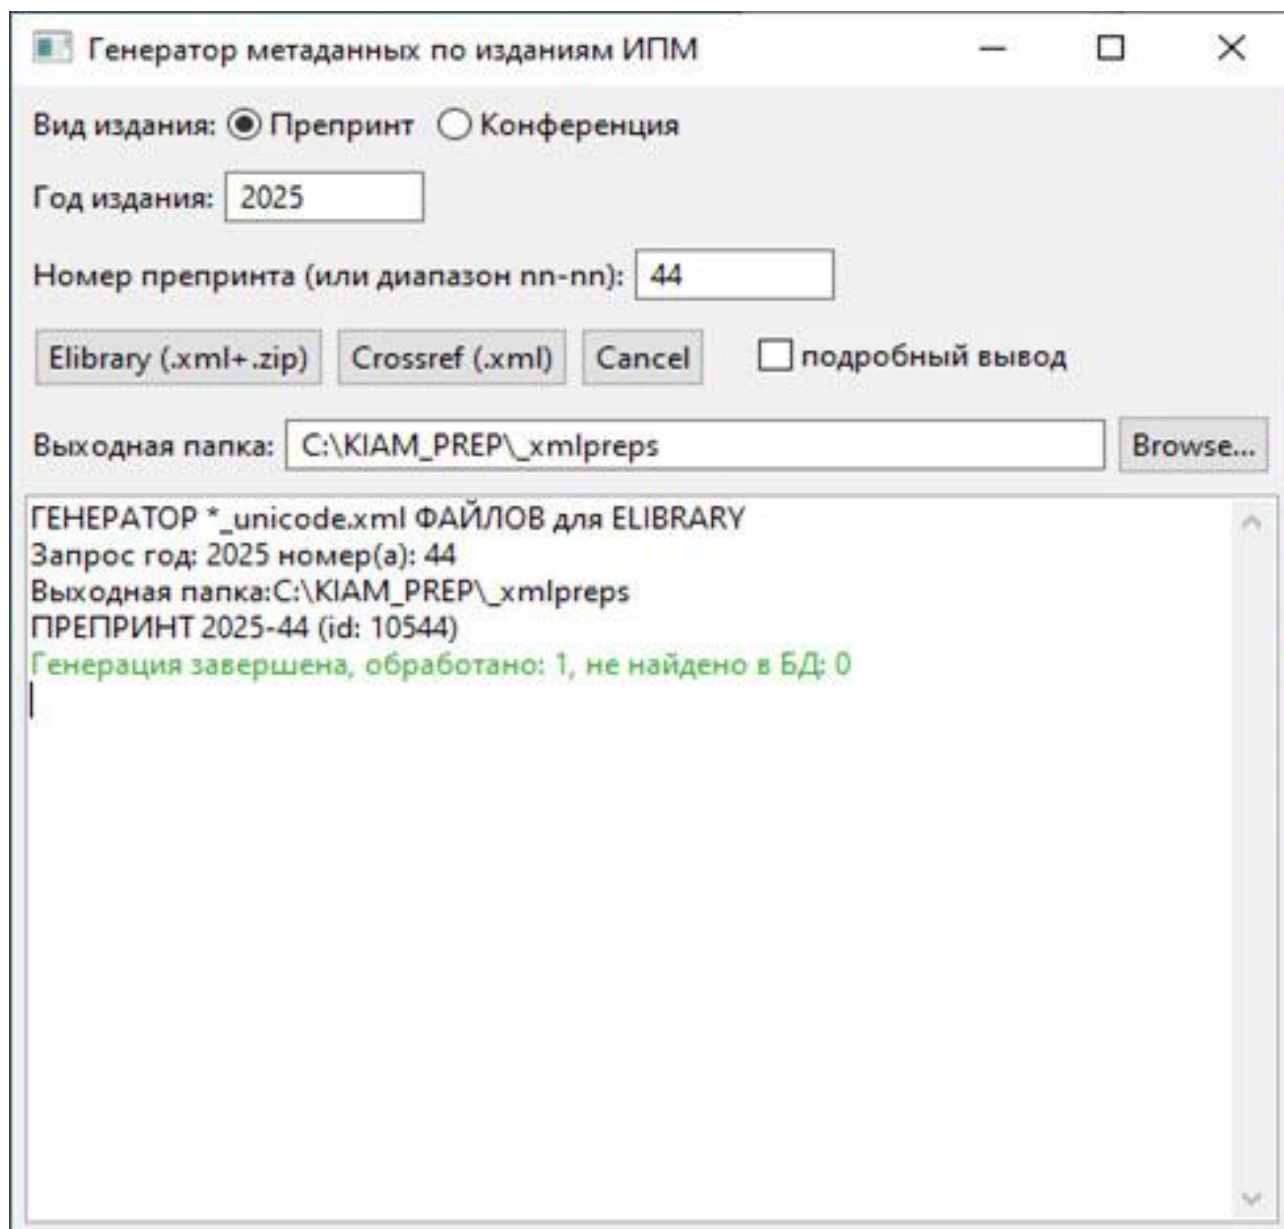 Генератор метаданных по изданиям ИПМ
Вид издания: Препринт Конференция
Год издания: 2025
Номер препринта (или диапазон nn-nn): 44
Elibrary (.xml+.zip) Crossref (.xml) Cancel подробный вывод
Выходная папка: C:\KIAM_PREP\_xmlpreps Browse...
ГЕНЕРАТОР *_unicode.xml ФАЙЛОВ для ELIBRARY
Запрос год: 2025 номер(а): 44
Выходная папка:C:\KIAM_PREP\_xmlpreps
ПРЕПРИНТ 2025-44 (id: 10544)
Генерация завершена, обработано: 1, не найдено в БД: 0